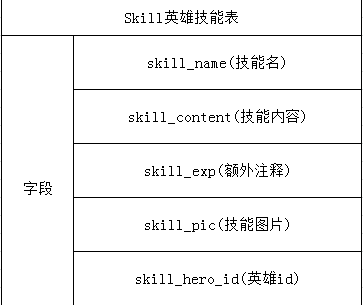 Skill英雄技能表
skill_name(技能名)
skill_content(技能内容)
字段
skill_exp(额外注释)
skill_pic(技能图片)
skill_hero_id(英雄id)